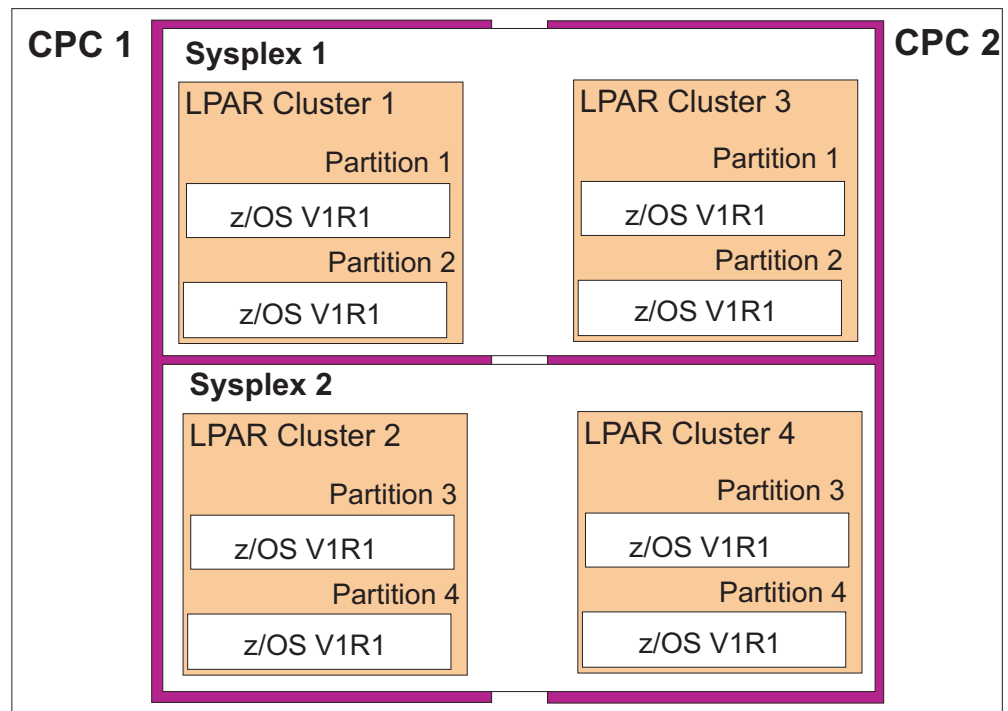 CPC 1
CPC 2
Sysplex 1
LPAR Cluster 1
Partition 1
z/OS V1R1
Partition 2
z/OS V1R1
LPAR Cluster 3
Partition 1
z/OS V1R1
Partition 2
z/OS V1R1
Sysplex 2
LPAR Cluster 2
Partition 3
z/OS V1R1
Partition 4
z/OS V1R1
LPAR Cluster 4
Partition 3
z/OS V1R1
Partition 4
z/OS V1R1